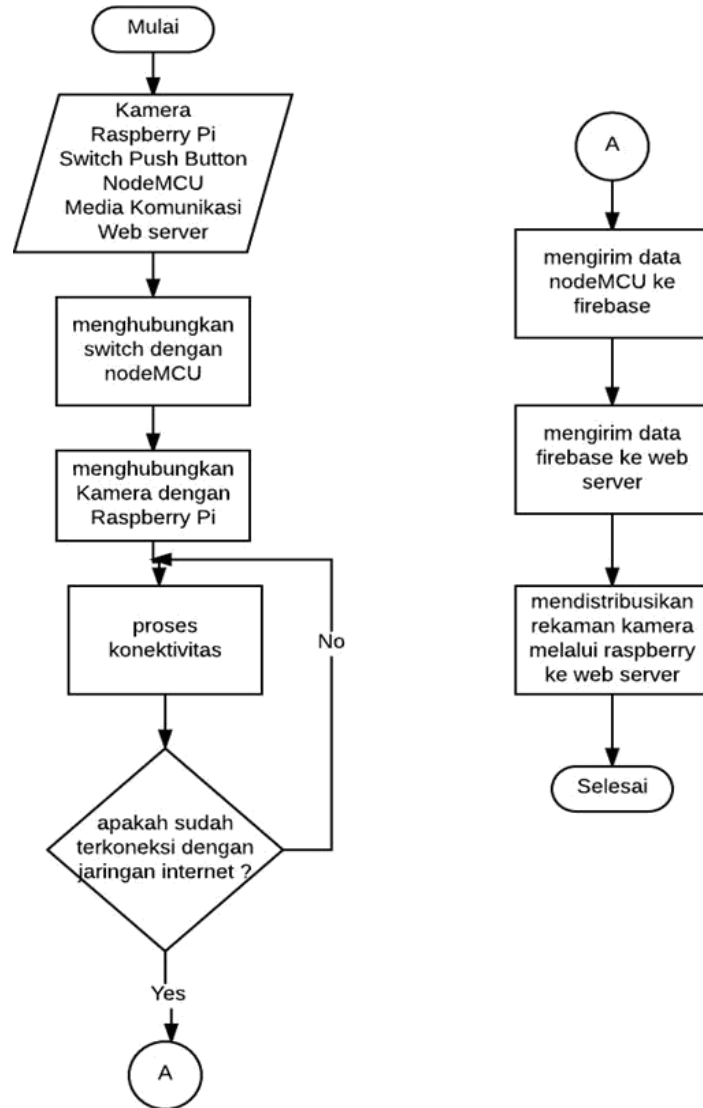 Mulai
Kamera
Raspberry Pi
Switch Push Button
NodeMCU
Media Komunikasi
Web server
menghubungkan
switch dengan
nodeMCU
menghubungkan
Kamera dengan
Raspberry Pi
proses
konektivitas
No
apakah sudah
terkoneksi dengan
jaringan internet ?
Yes
A
A
mengirim data
nodeMCU ke
firebase
mengirim data
firebase ke web
server
mendistribusikan
rekaman kamera
melalui raspberry
ke web server
Selesai